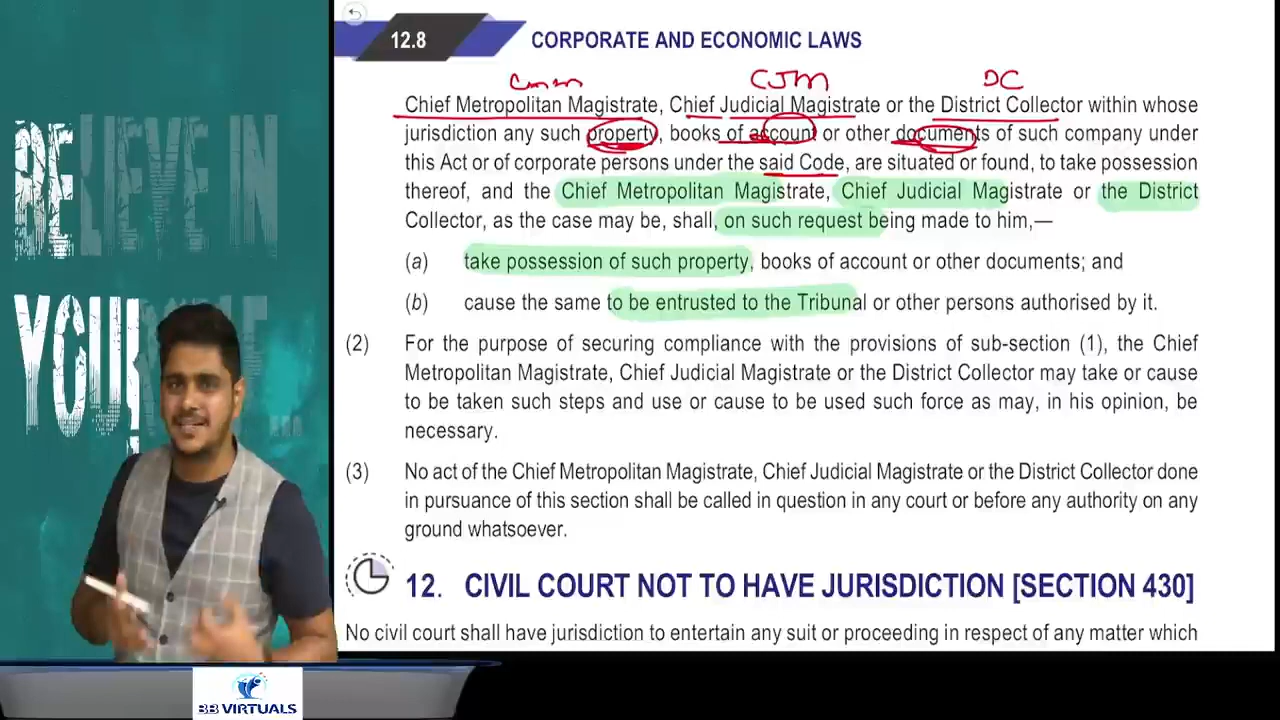 12.8 CORPORATE AND ECONOMIC LAWS
Cmm CJM DC
Chief Metropolitan Magistrate, Chief Judicial Magistrate or the District Collector within whose
jurisdiction any such property, books of account or other documents of such company under
this Act or of corporate persons under the said Code, are situated or found, to take possession
thereof, and the Chief Metropolitan Magistrate, Chief Judicial Magistrate or the District
Collector, as the case may be, shall, on such request being made to him,—
(a) take possession of such property, books of account or other documents; and
(b) cause the same to be entrusted to the Tribunal or other persons authorised by it.
(2) For the purpose of securing compliance with the provisions of sub-section (1), the Chief
Metropolitan Magistrate, Chief Judicial Magistrate or the District Collector may take or cause
to be taken such steps and use or cause to be used such force as may, in his opinion, be
necessary.
(3) No act of the Chief Metropolitan Magistrate, Chief Judicial Magistrate or the District Collector done
in pursuance of this section shall be called in question in any court or before any authority on any
ground whatsoever.
12. CIVIL COURT NOT TO HAVE JURISDICTION [SECTION 430]
No civil court shall have jurisdiction to entertain any suit or proceeding in respect of any matter which
BELIEVE IN
BB VIRTUALS